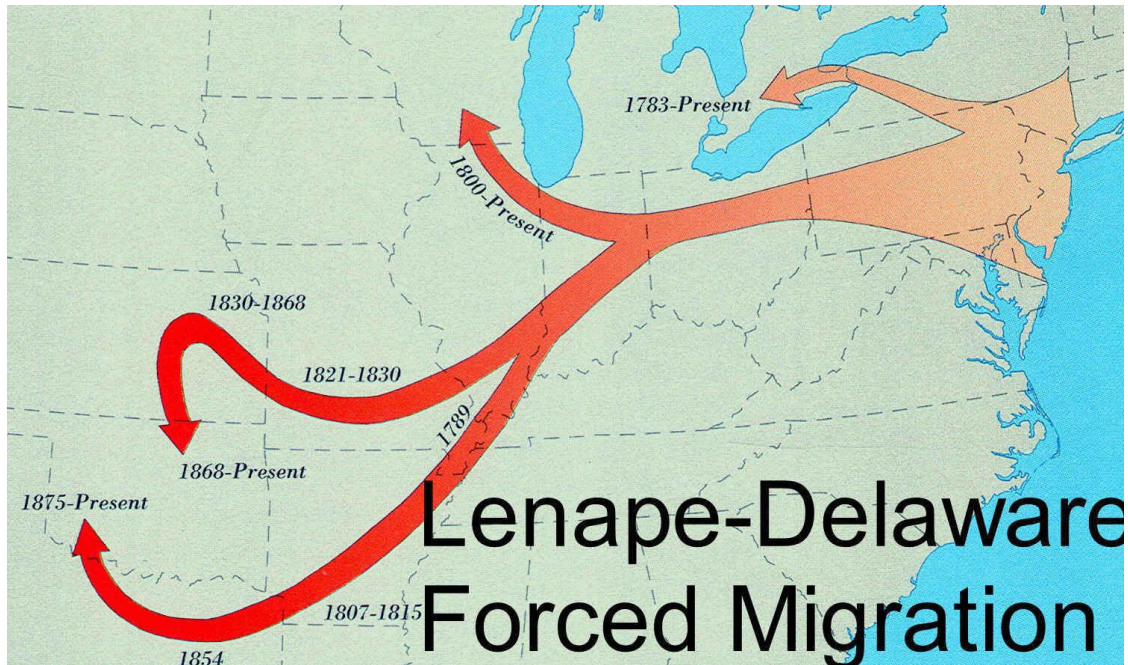 1783-Present
1800-Present
1830-1868
1821-1830
1789
1868-Present
1875-Present
1807-1815
1854
Lenape-Delaware
Forced Migration